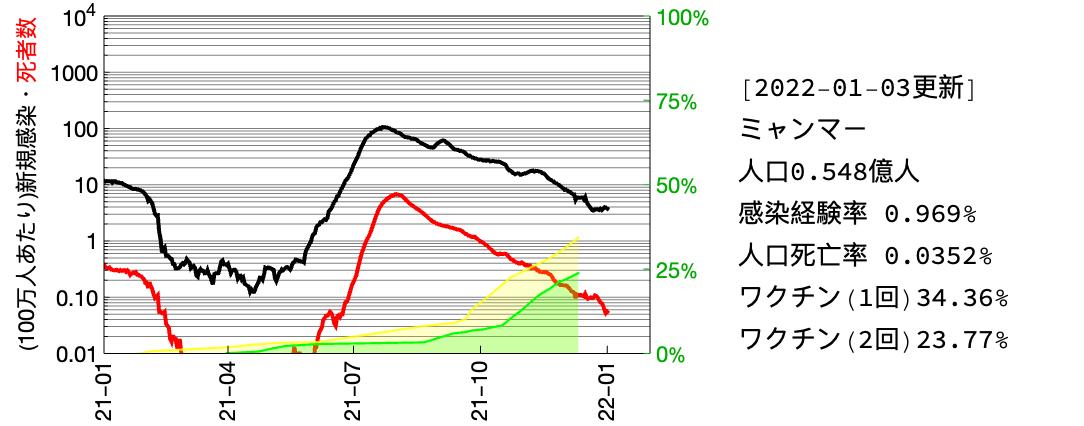 (100万人あたり)新規感染・死者数
10^4
1000
100
10
1
0.10
0.01
100%
75%
50%
25%
0%
21-01
21-04
21-07
21-10
22-01
[2022-01-03更新]
ミャンマー
人口0.548億人
感染経験率 0.969%
人口死亡率 0.0352%
ワクチン(1回)34.36%
ワクチン(2回)23.77%